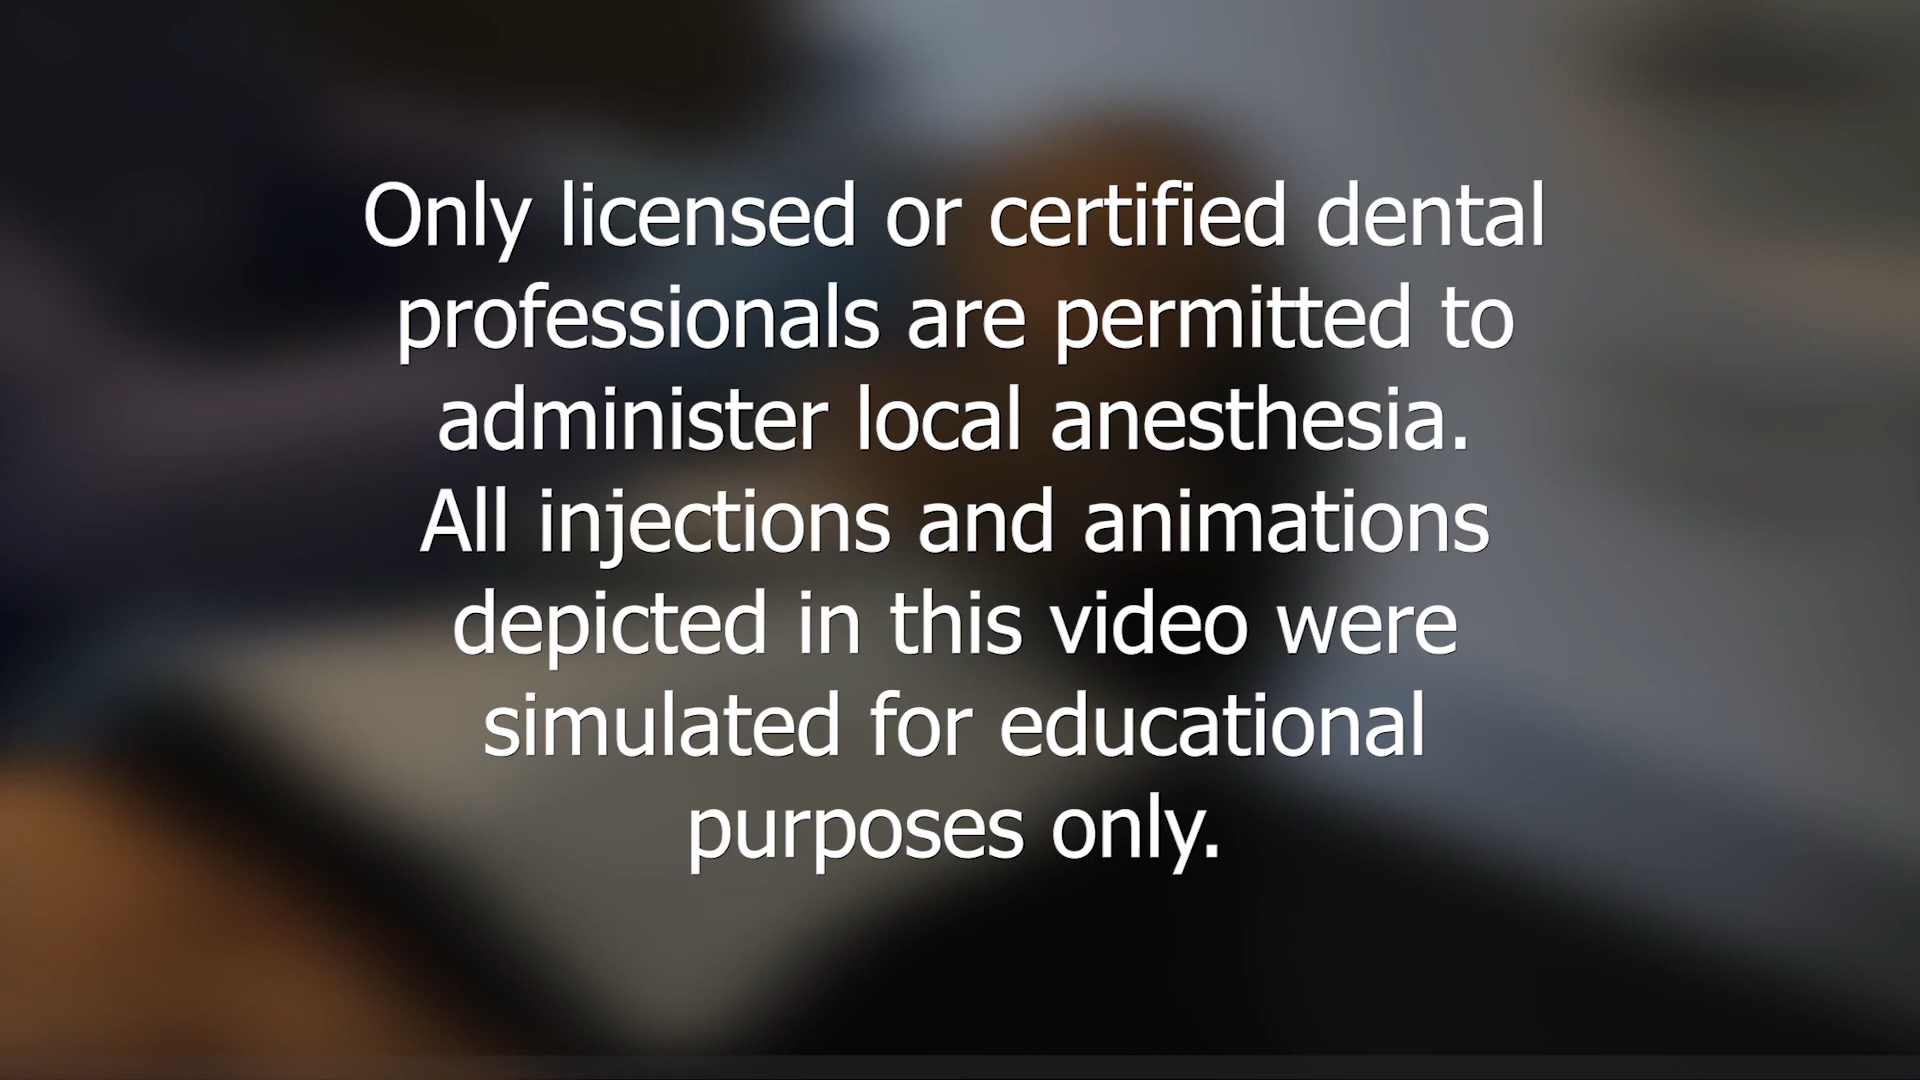 Only licensed or certified dental
professionals are permitted to
administer local anesthesia.
All injections and animations
depicted in this video were
simulated for educational
purposes only.